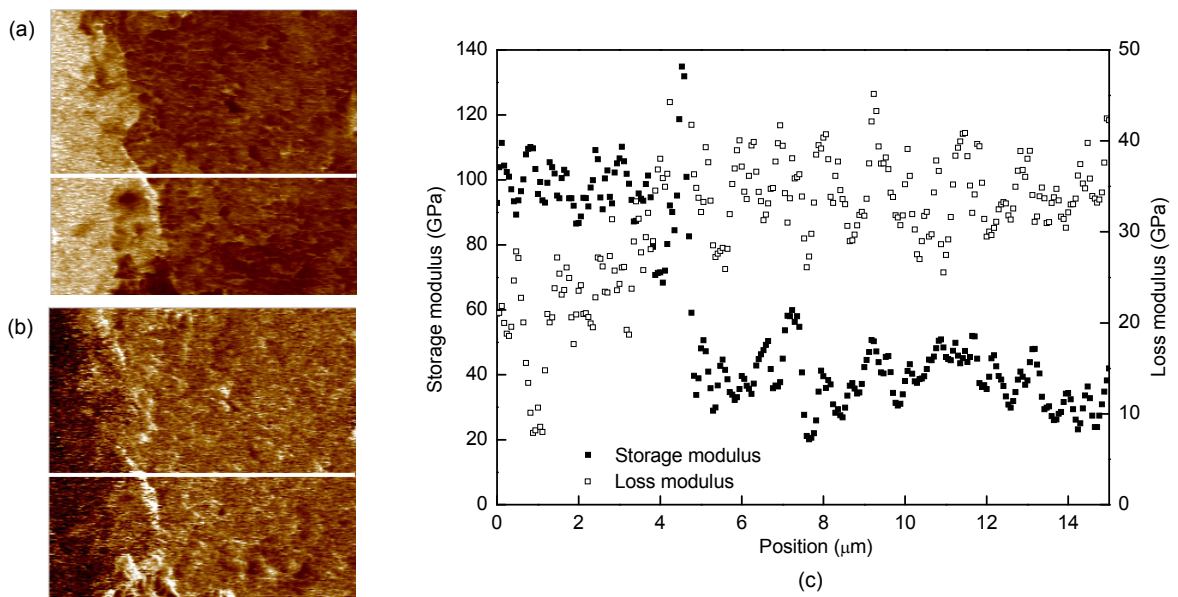 (a)
(b)
140
120
100
80
60
40
20
0
Storage modulus (GPa)
50
40
30
20
10
0
Loss modulus (GPa)
Storage modulus
Loss modulus
0 2 4 6 8 10 12 14
Position (μm)
(c)